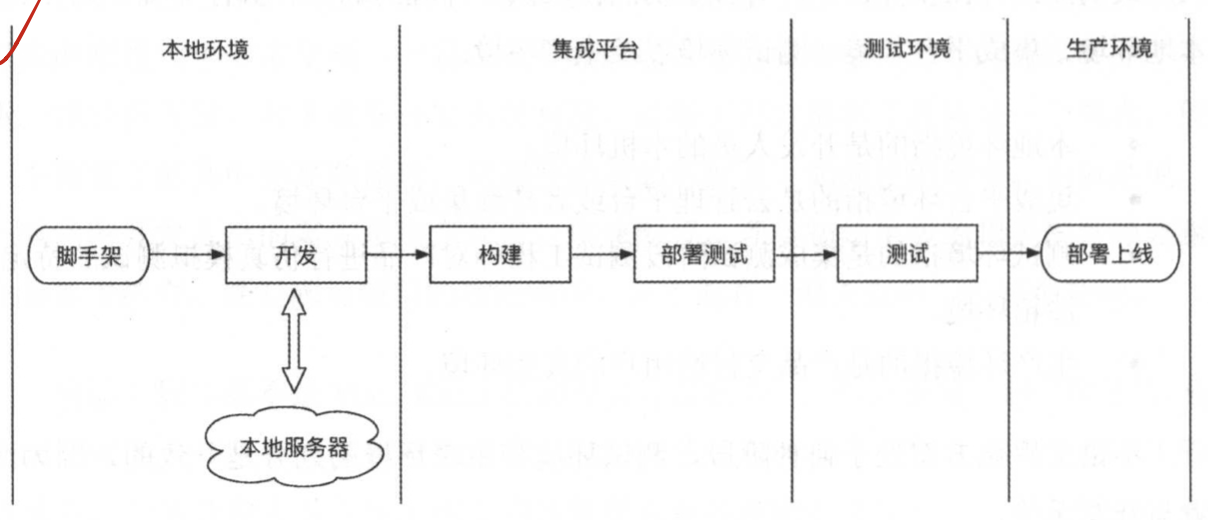 本地环境
集成平台
测试环境
生产环境
脚手架
开发
构建
部署测试
测试
部署上线
本地服务器